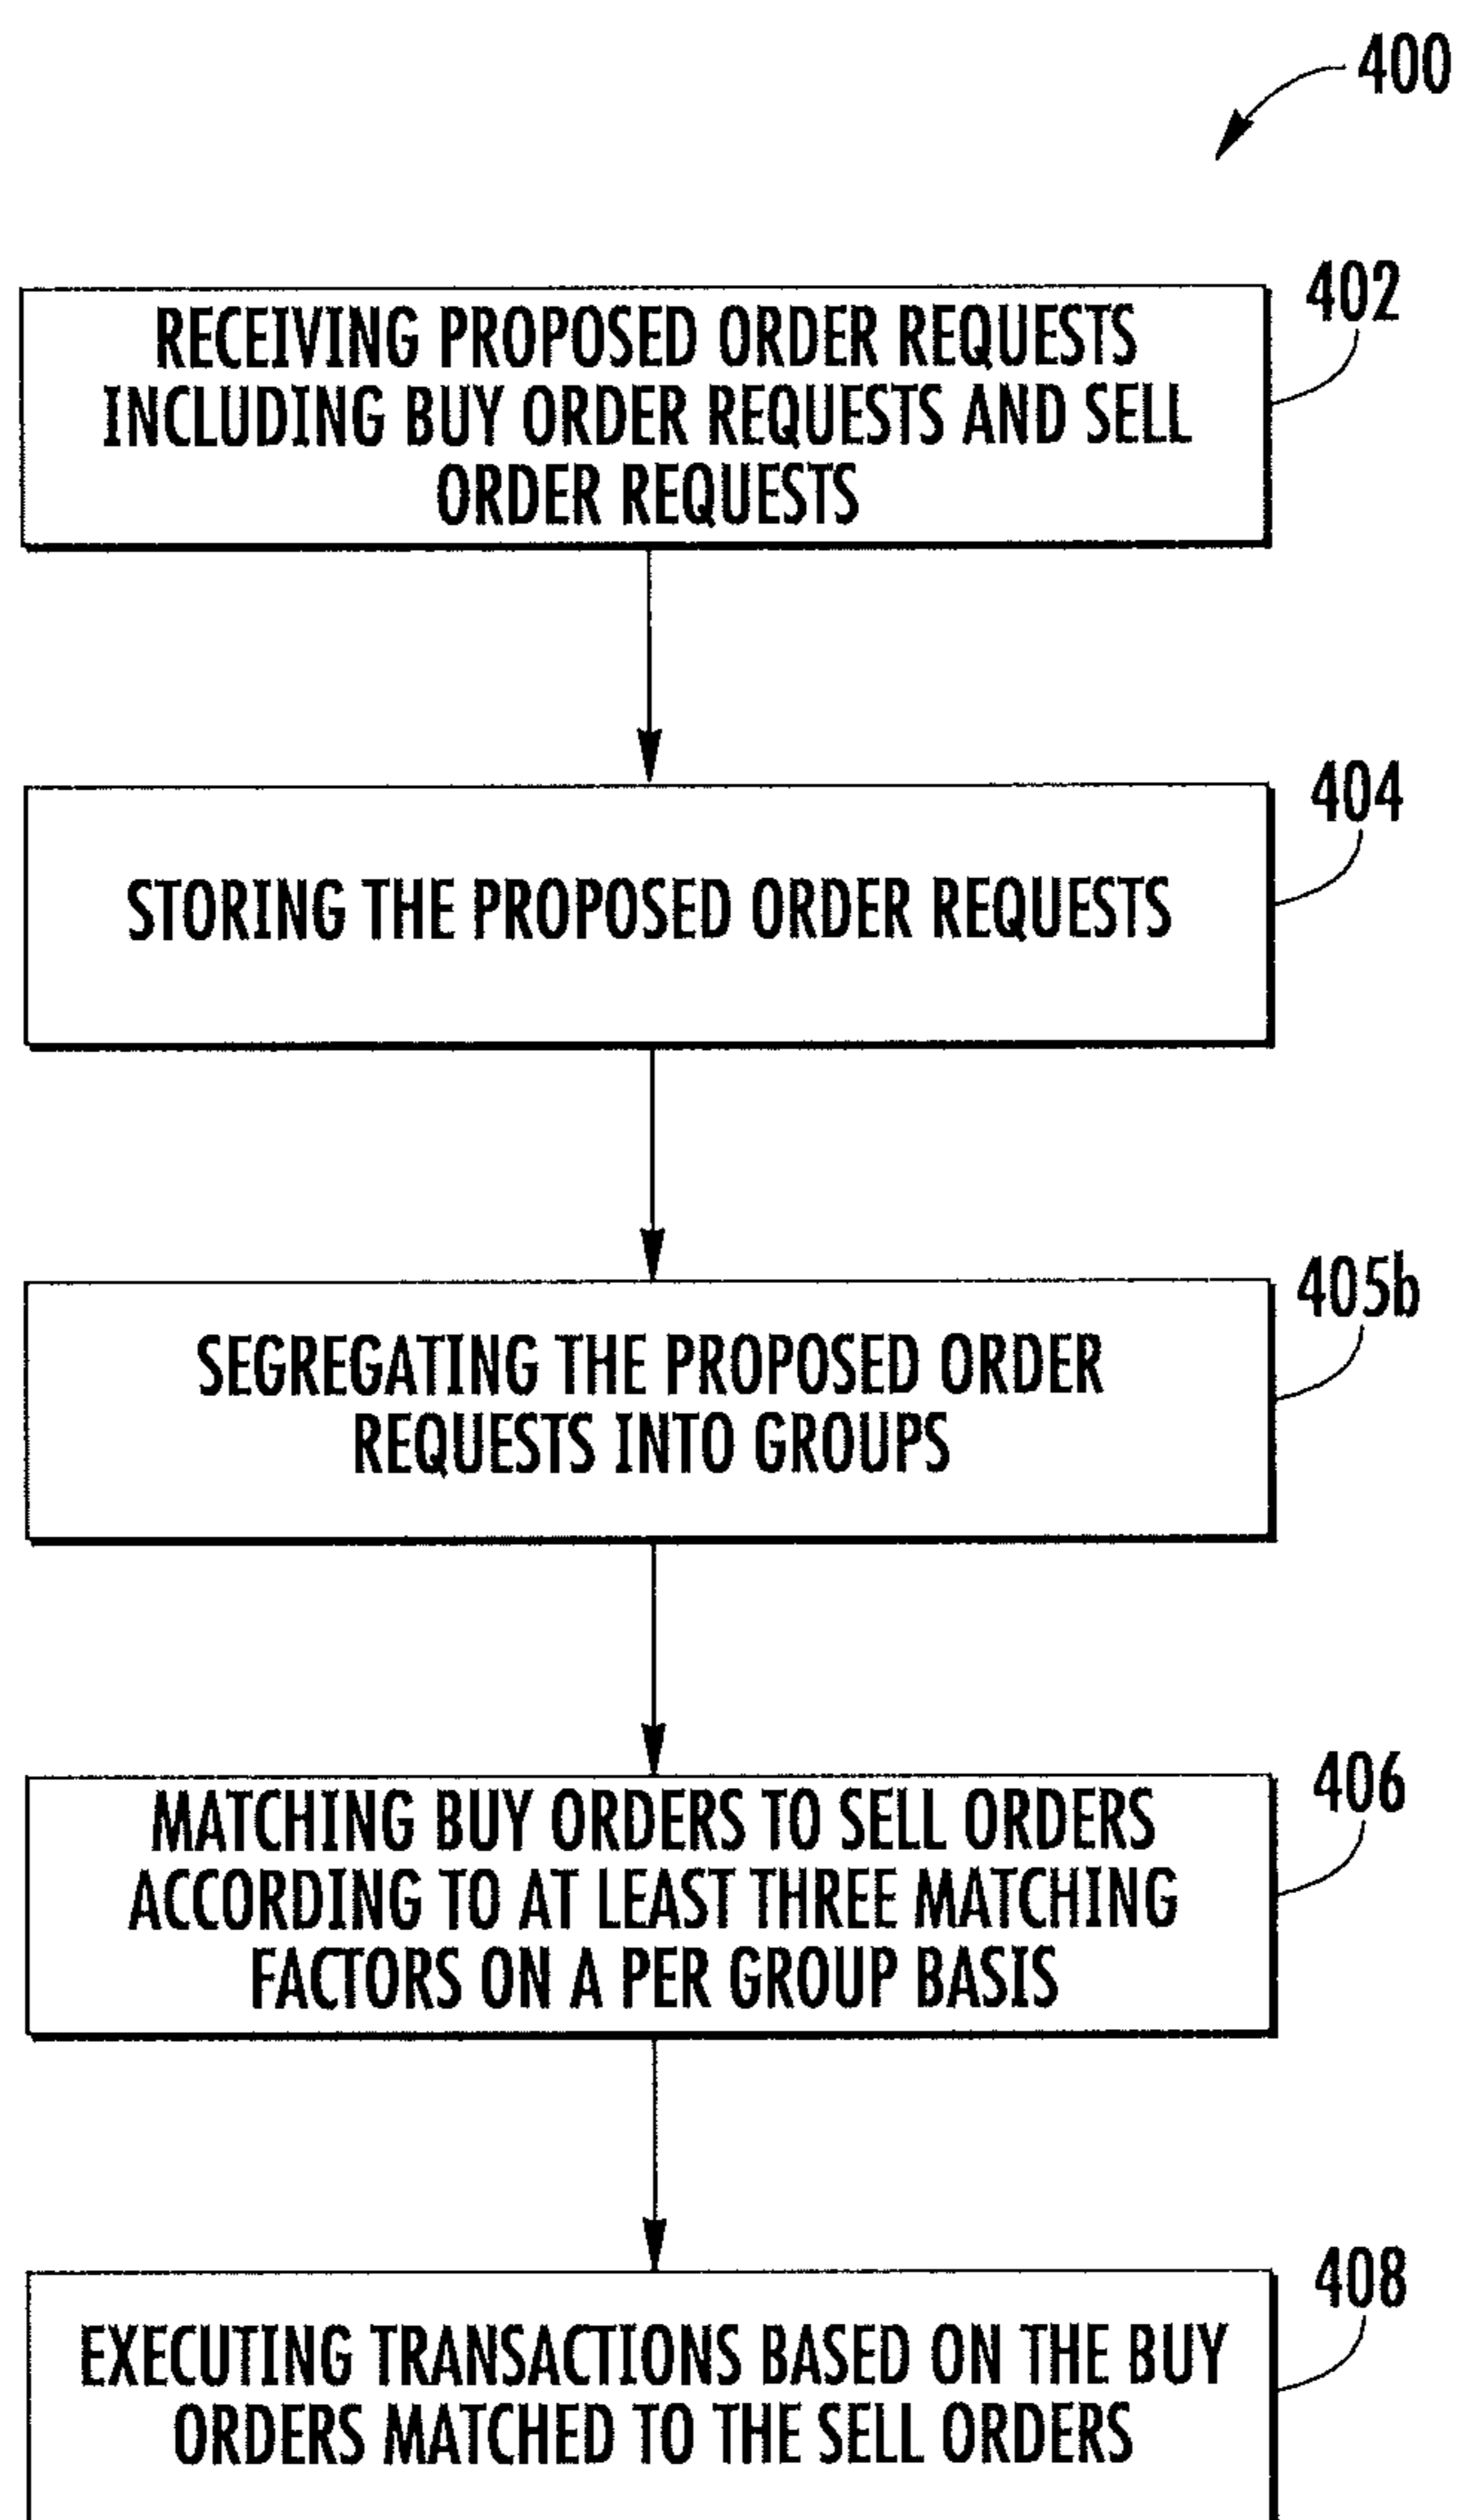 400
402
RECEIVING PROPOSED ORDER REQUESTS
INCLUDING BUY ORDER REQUESTS AND SELL
ORDER REQUESTS
404
STORING THE PROPOSED ORDER REQUESTS
405b
SEGREGATING THE PROPOSED ORDER
REQUESTS INTO GROUPS
406
MATCHING BUY ORDERS TO SELL ORDERS
ACCORDING TO AT LEAST THREE MATCHING
FACTORS ON A PER GROUP BASIS
408
EXECUTING TRANSACTIONS BASED ON THE BUY
ORDERS MATCHED TO THE SELL ORDERS